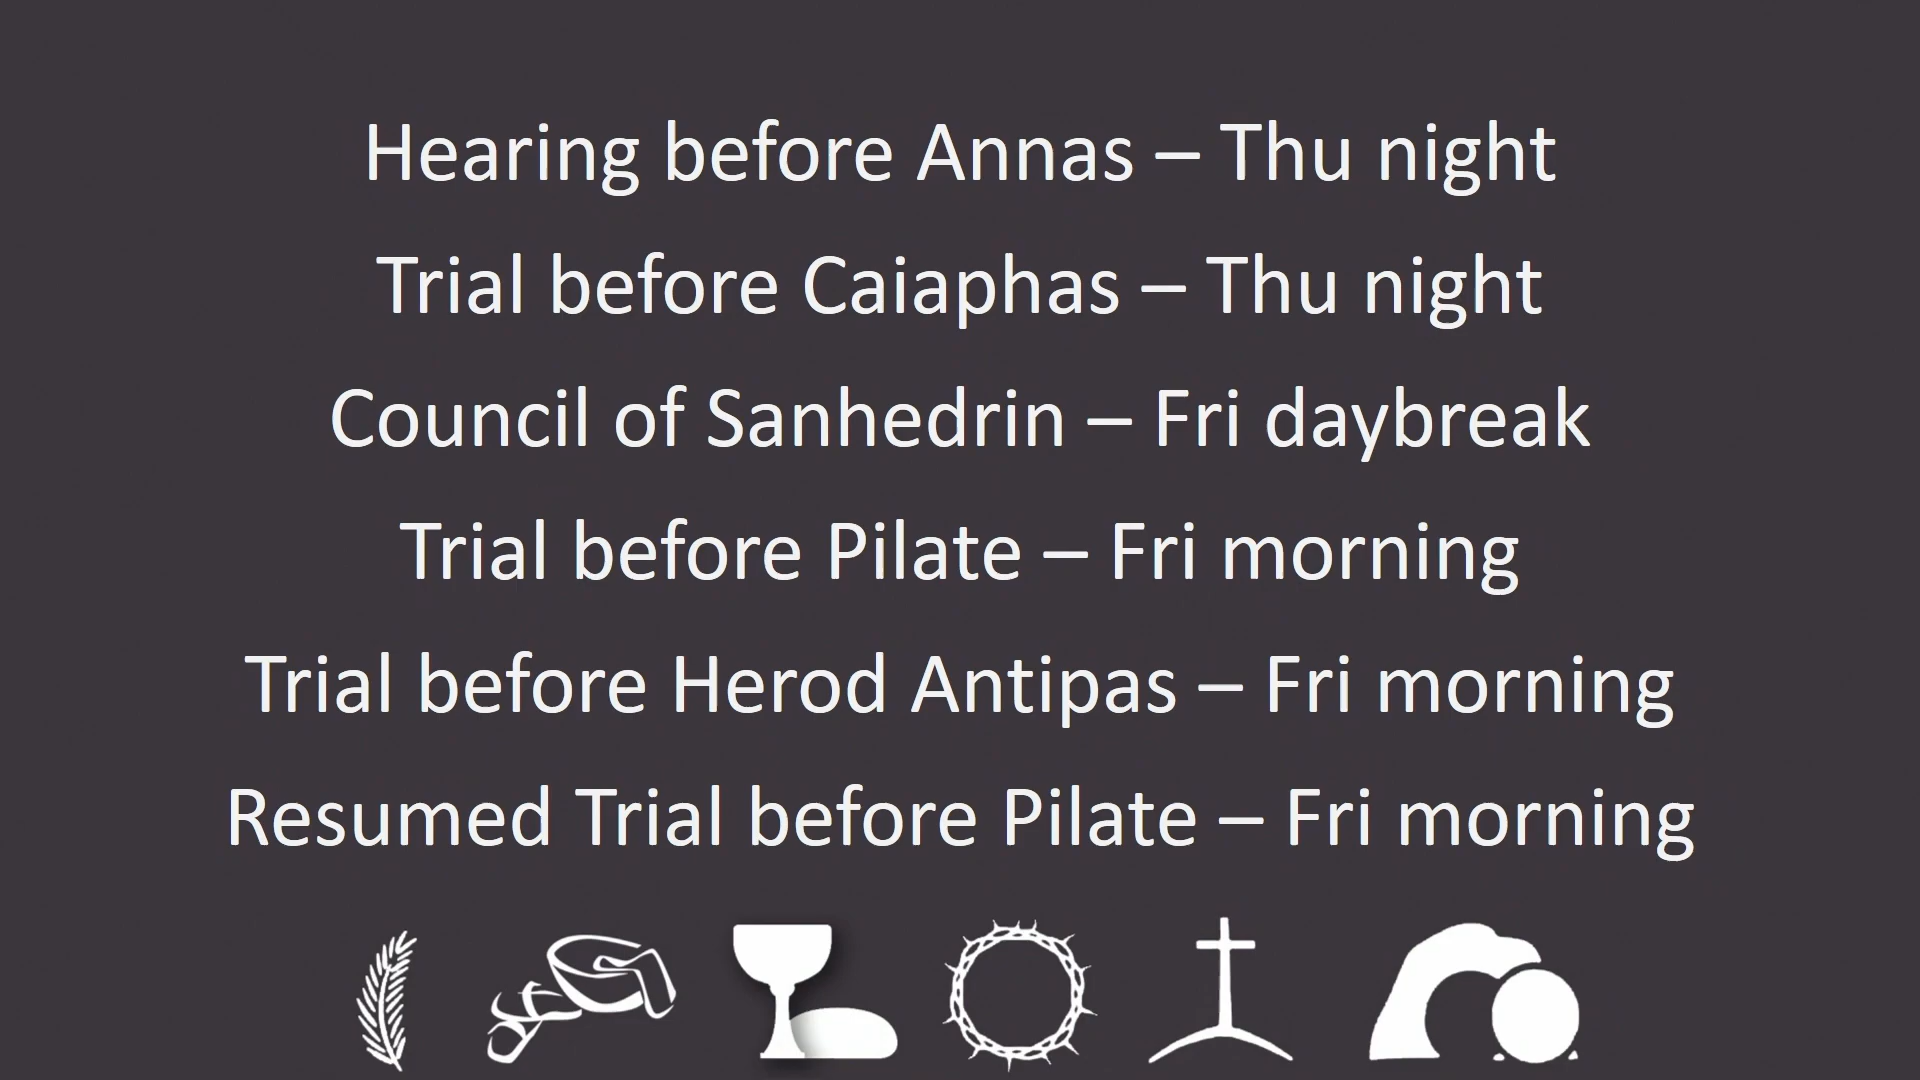 Hearing before Annas – Thu night
Trial before Caiaphas – Thu night
Council of Sanhedrin – Fri daybreak
Trial before Pilate – Fri morning
Trial before Herod Antipas – Fri morning
Resumed Trial before Pilate – Fri morning